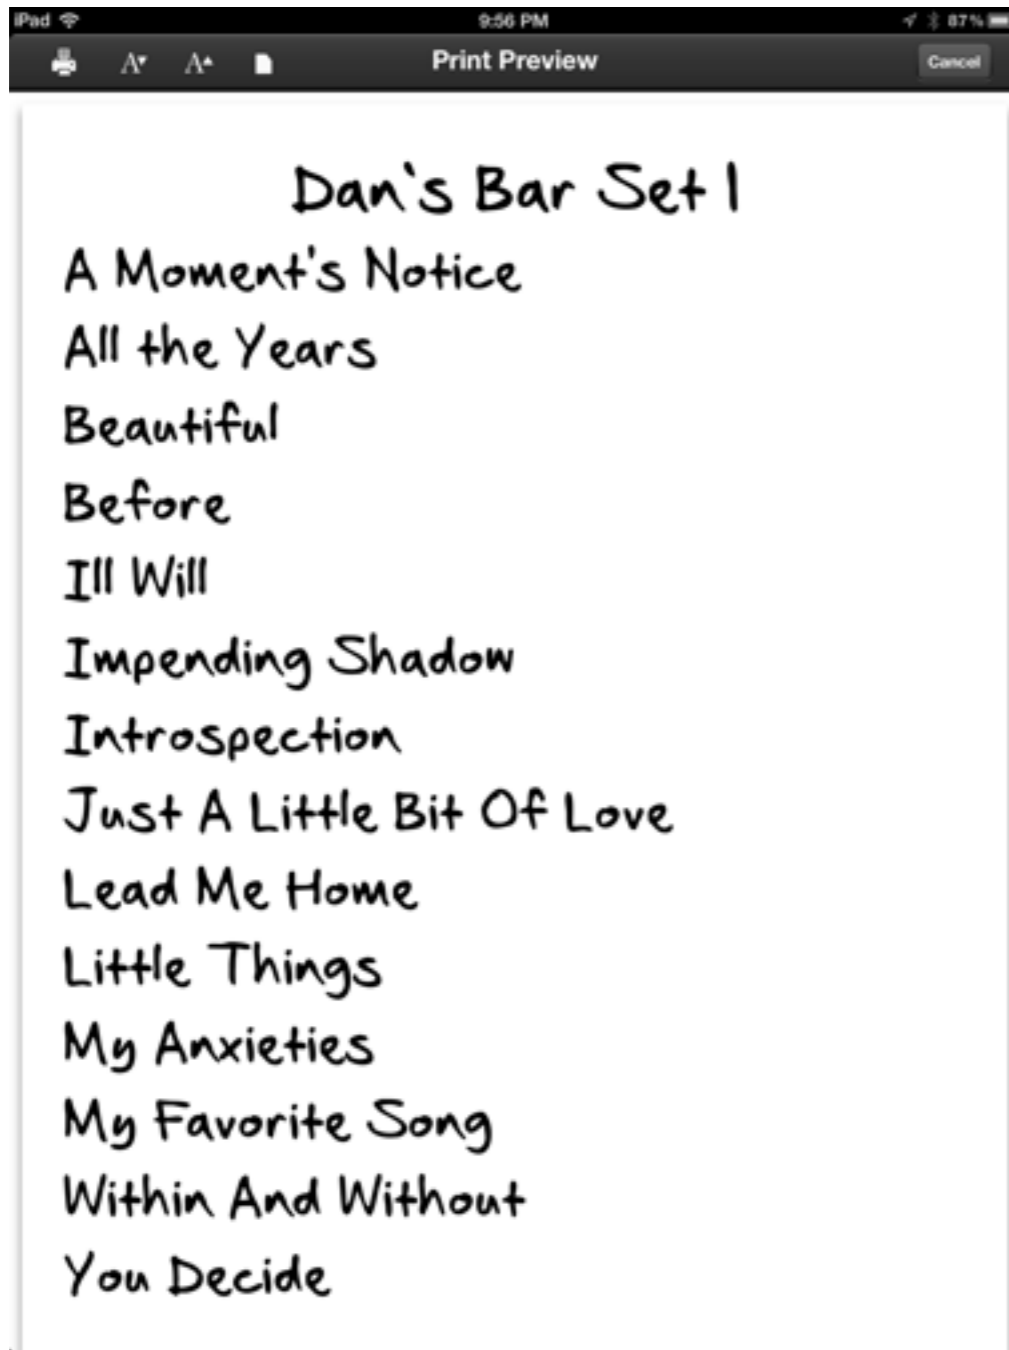 iPad 9:56 PM 87%
A A Print Preview Cancel
Dan's Bar Set 1
A Moment's Notice
All the Years
Beautiful
Before
Ill Will
Impending Shadow
Introspection
Just A Little Bit Of Love
Lead Me Home
Little Things
My Anxieties
My Favorite Song
Within And Without
You Decide